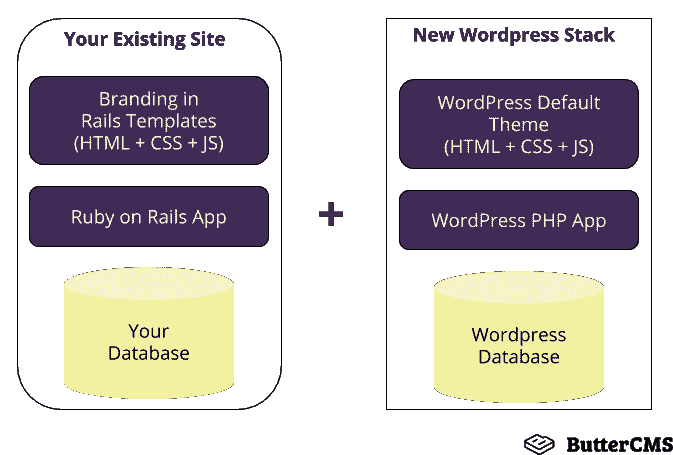 Your Existing Site
Branding in
Rails Templates
(HTML + CSS + JS)
Ruby on Rails App
Your
Database
+
New Wordpress Stack
WordPress Default
Theme
(HTML + CSS + JS)
WordPress PHP App
Wordpress
Database
ButterCMS